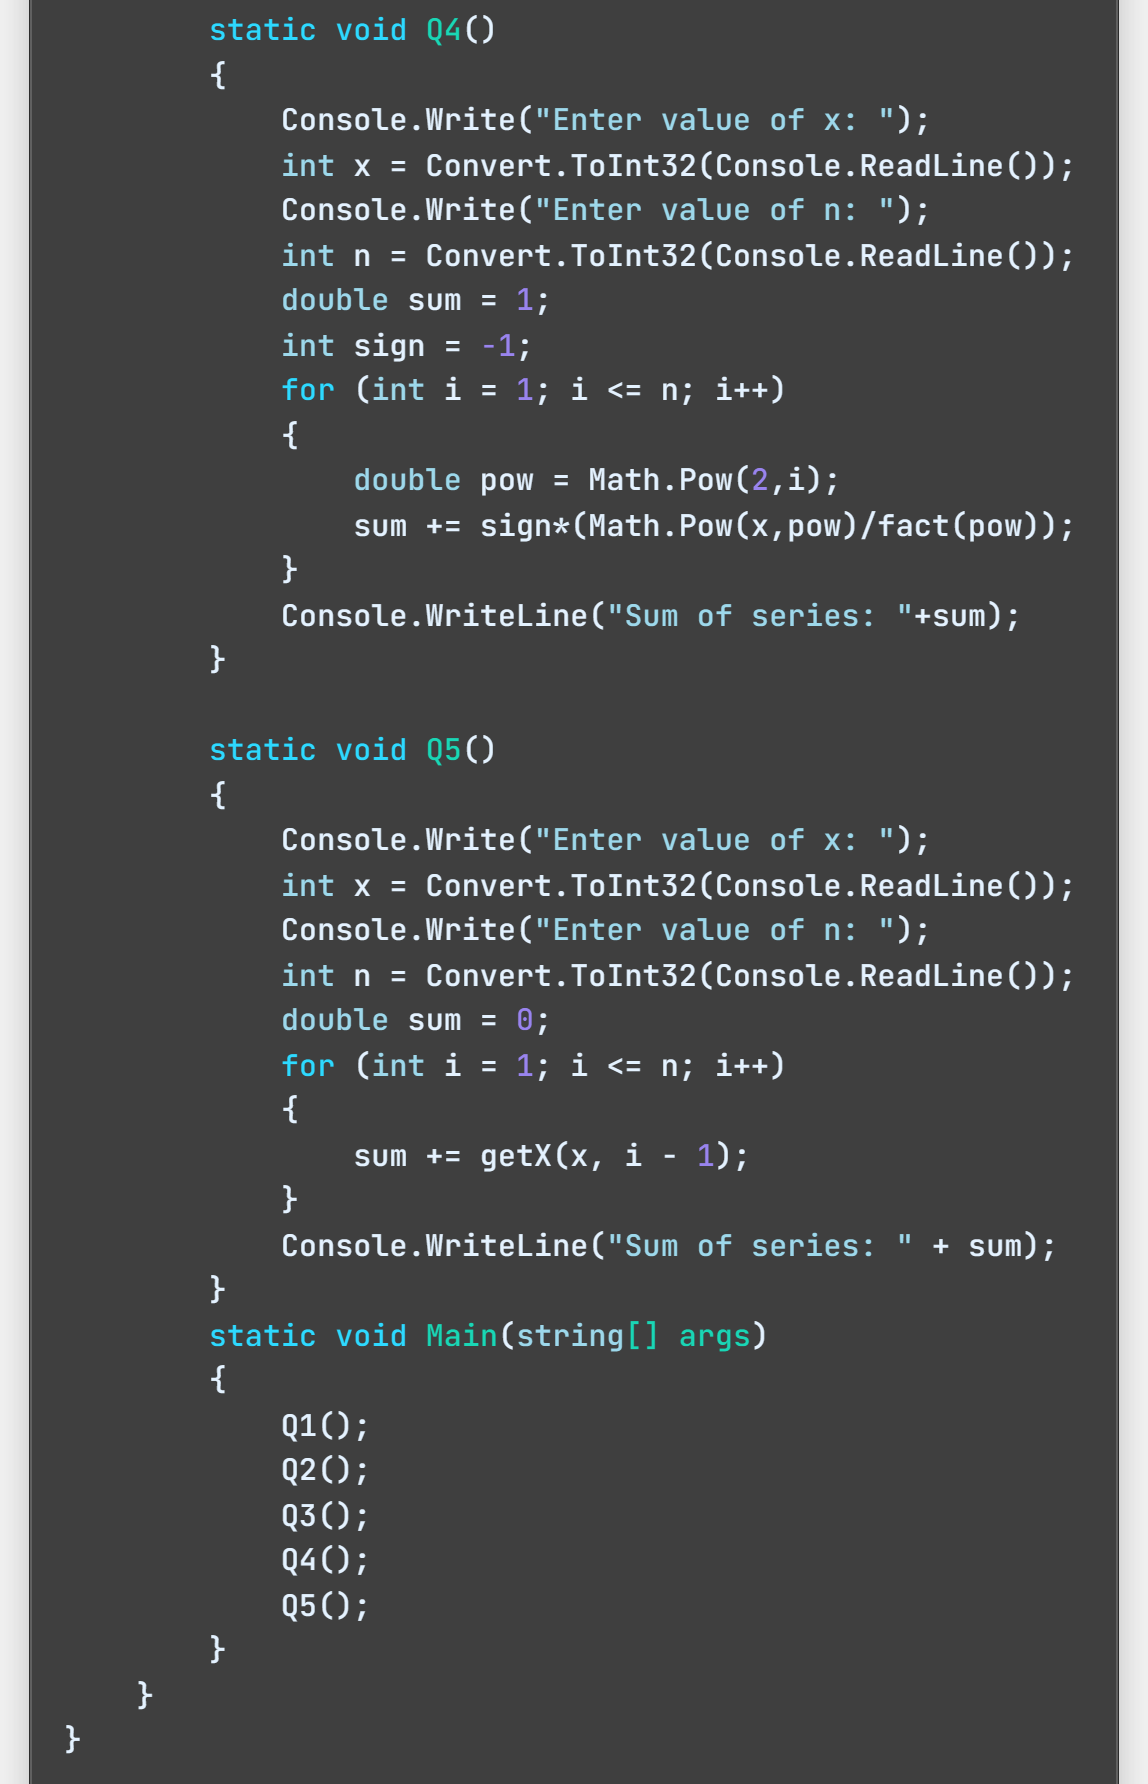 static void Q4()
{
Console.Write("Enter value of x: ");
int x = Convert.ToInt32(Console.ReadLine());
Console.Write("Enter value of n: ");
int n = Convert.ToInt32(Console.ReadLine());
double sum = 1;
int sign = -1;
for (int i = 1; i <= n; i++)
{
double pow = Math.Pow(2,i);
sum += sign*(Math.Pow(x,pow)/fact(pow));
}
Console.WriteLine("Sum of series: "+sum);
}
static void Q5()
{
Console.Write("Enter value of x: ");
int x = Convert.ToInt32(Console.ReadLine());
Console.Write("Enter value of n: ");
int n = Convert.ToInt32(Console.ReadLine());
double sum = 0;
for (int i = 1; i <= n; i++)
{
sum += getX(x, i - 1);
}
Console.WriteLine("Sum of series: " + sum);
}
static void Main(string[] args)
{
Q1();
Q2();
Q3();
Q4();
Q5();
}
}
}